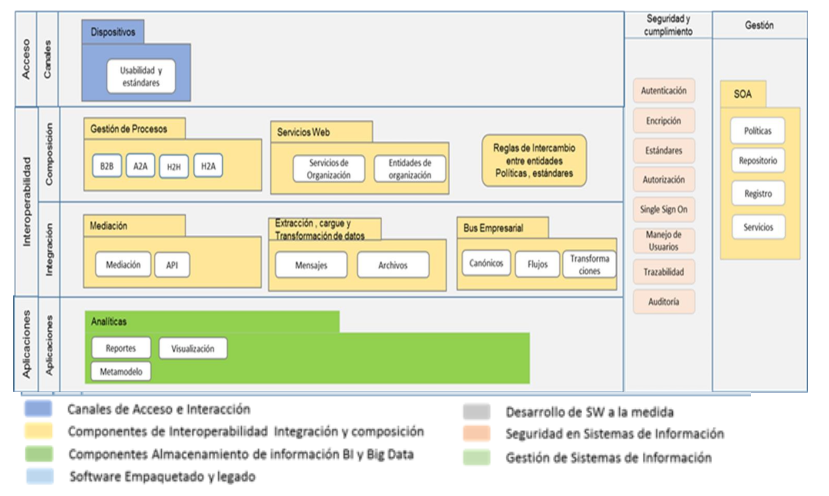 Seguridad y
cumplimiento
Gestión
Acceso
Canales
Dispositivos
Usabilidad y
estándares
Interoperabilidad
Composición
Gestión de Procesos
B2B
A2A
H2H
H2A
Servicios Web
Servicios de
Organización
Entidades de
organización
Reglas de Intercambio
entre entidades
Políticas , estándares
Integración
Mediación
Mediación
API
Extracción , cargue y
Transformación de datos
Mensajes
Archivos
Bus Empresarial
Canónicos
Flujos
Transforma
ciones
Aplicaciones
Aplicaciones
Analíticas
Reportes
Visualización
Metamodelo
Autenticación
Encripción
Estándares
Autorización
Single Sign On
Manejo de
Usuarios
Trazabilidad
Auditoría
SOA
Políticas
Repositorio
Registro
Servicios
Canales de Acceso e Interacción
Componentes de Interoperabilidad Integración y composición
Componentes Almacenamiento de información BI y Big Data
Software Empaquetado y legado
Desarrollo de SW a la medida
Seguridad en Sistemas de Información
Gestión de Sistemas de Información